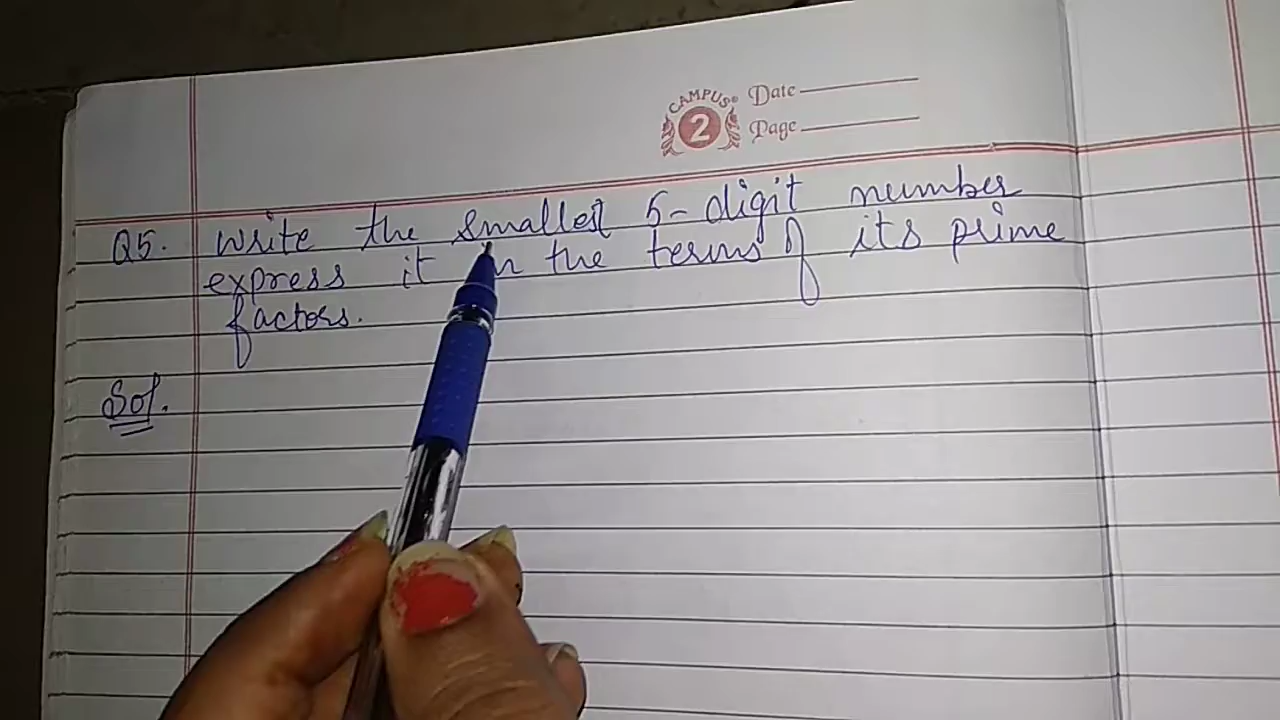 CAMPUS
2
Date
Page
Q5. Write the smallest 5-digit number
express it in the terms of its prime
factors.
Sol.